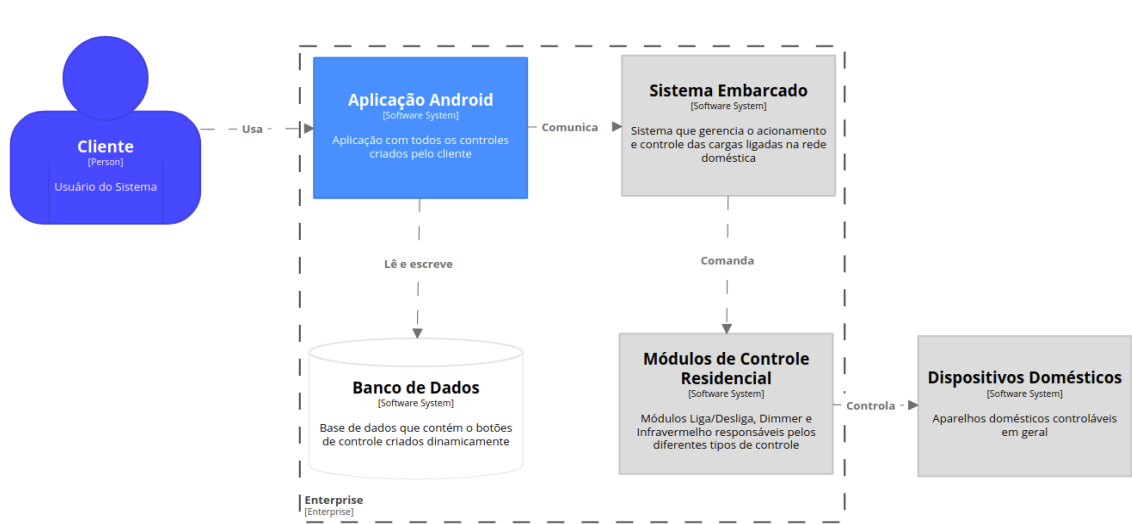 Cliente
[Person]
Usuário do Sistema
Usa
Aplicação Android
[Software System]
Aplicação com todos os controles
criados pelo cliente
Comunica
Sistema Embarcado
[Software System]
Sistema que gerencia o acionamento
e controle das cargas ligadas na rede
doméstica
Lê e escreve
Comanda
Banco de Dados
[Software System]
Base de dados que contém o botões
de controle criados dinamicamente
Módulos de Controle
Residencial
[Software System]
Módulos Liga/Desliga, Dimmer e
Infravermelho responsáveis pelos
diferentes tipos de controle
Controla
Dispositivos Domésticos
[Software System]
Aparelhos domésticos controláveis
em geral
Enterprise
[Enterprise]